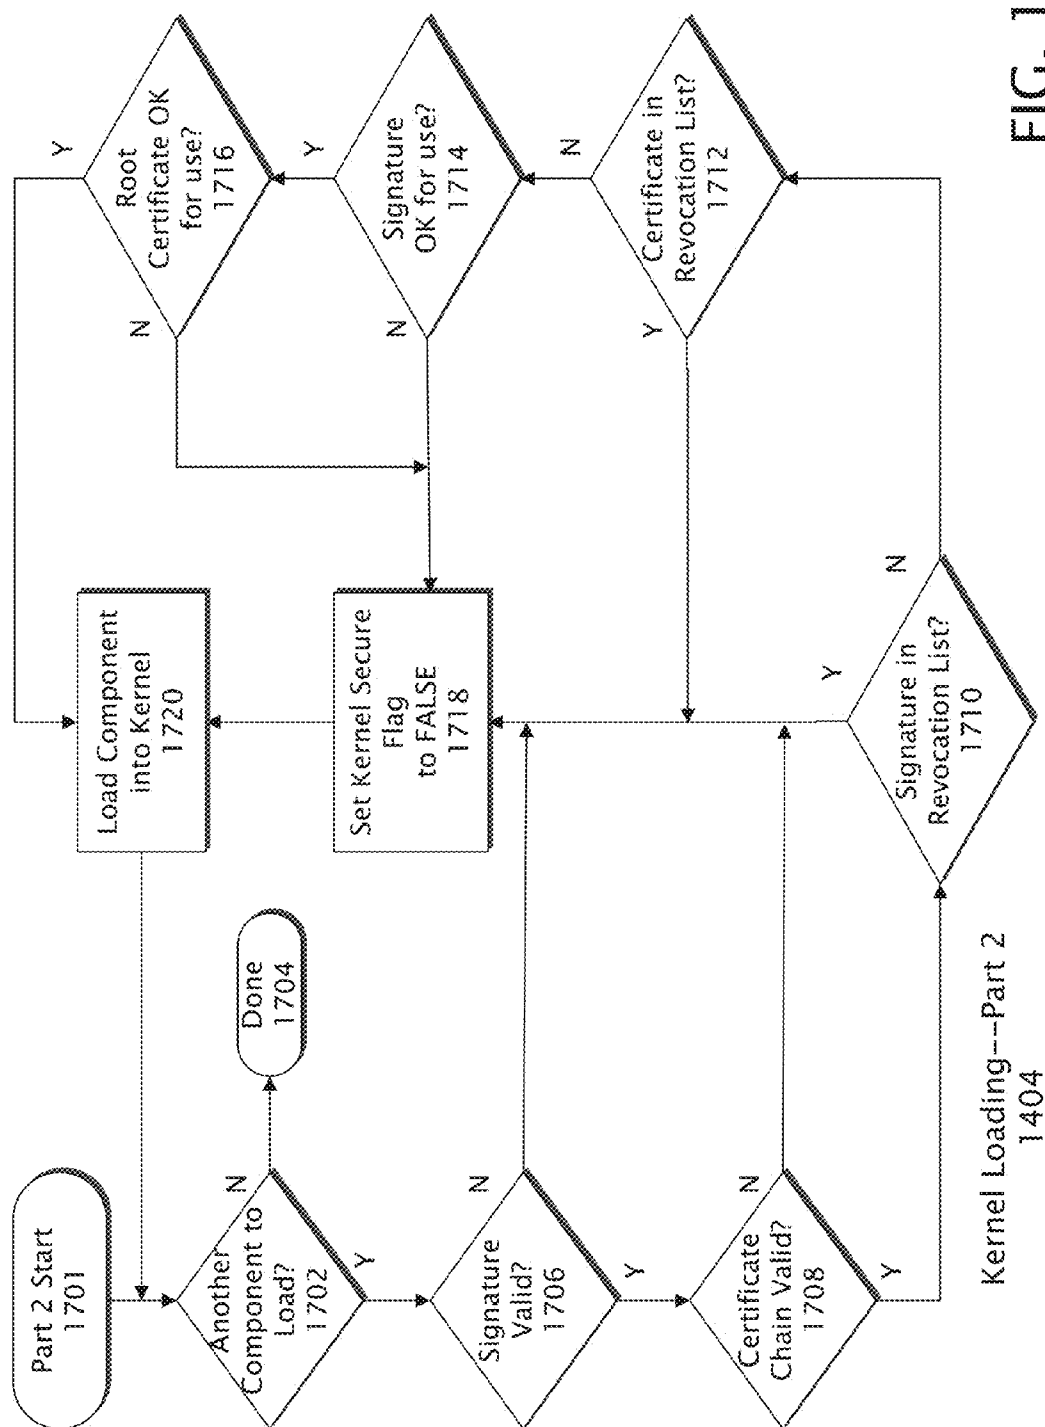 Part 2 Start
1701
Another
Component to
Load?
1702
N
Y
Done
1704
Signature
Valid?
1706
N
Y
Certificate
Chain Valid?
1708
N
Y
Load Component
into Kernel
1720
Set Kernel Secure
Flag
to FALSE
1718
Signature in
Revocation List?
1710
Y
N
Root
Certificate OK
for use?
1716
Y
N
Signature
OK for use?
1714
Y
N
Certificate in
Revocation List?
1712
N
Y
Kernel Loading---Part 2
1404
FIG. 1